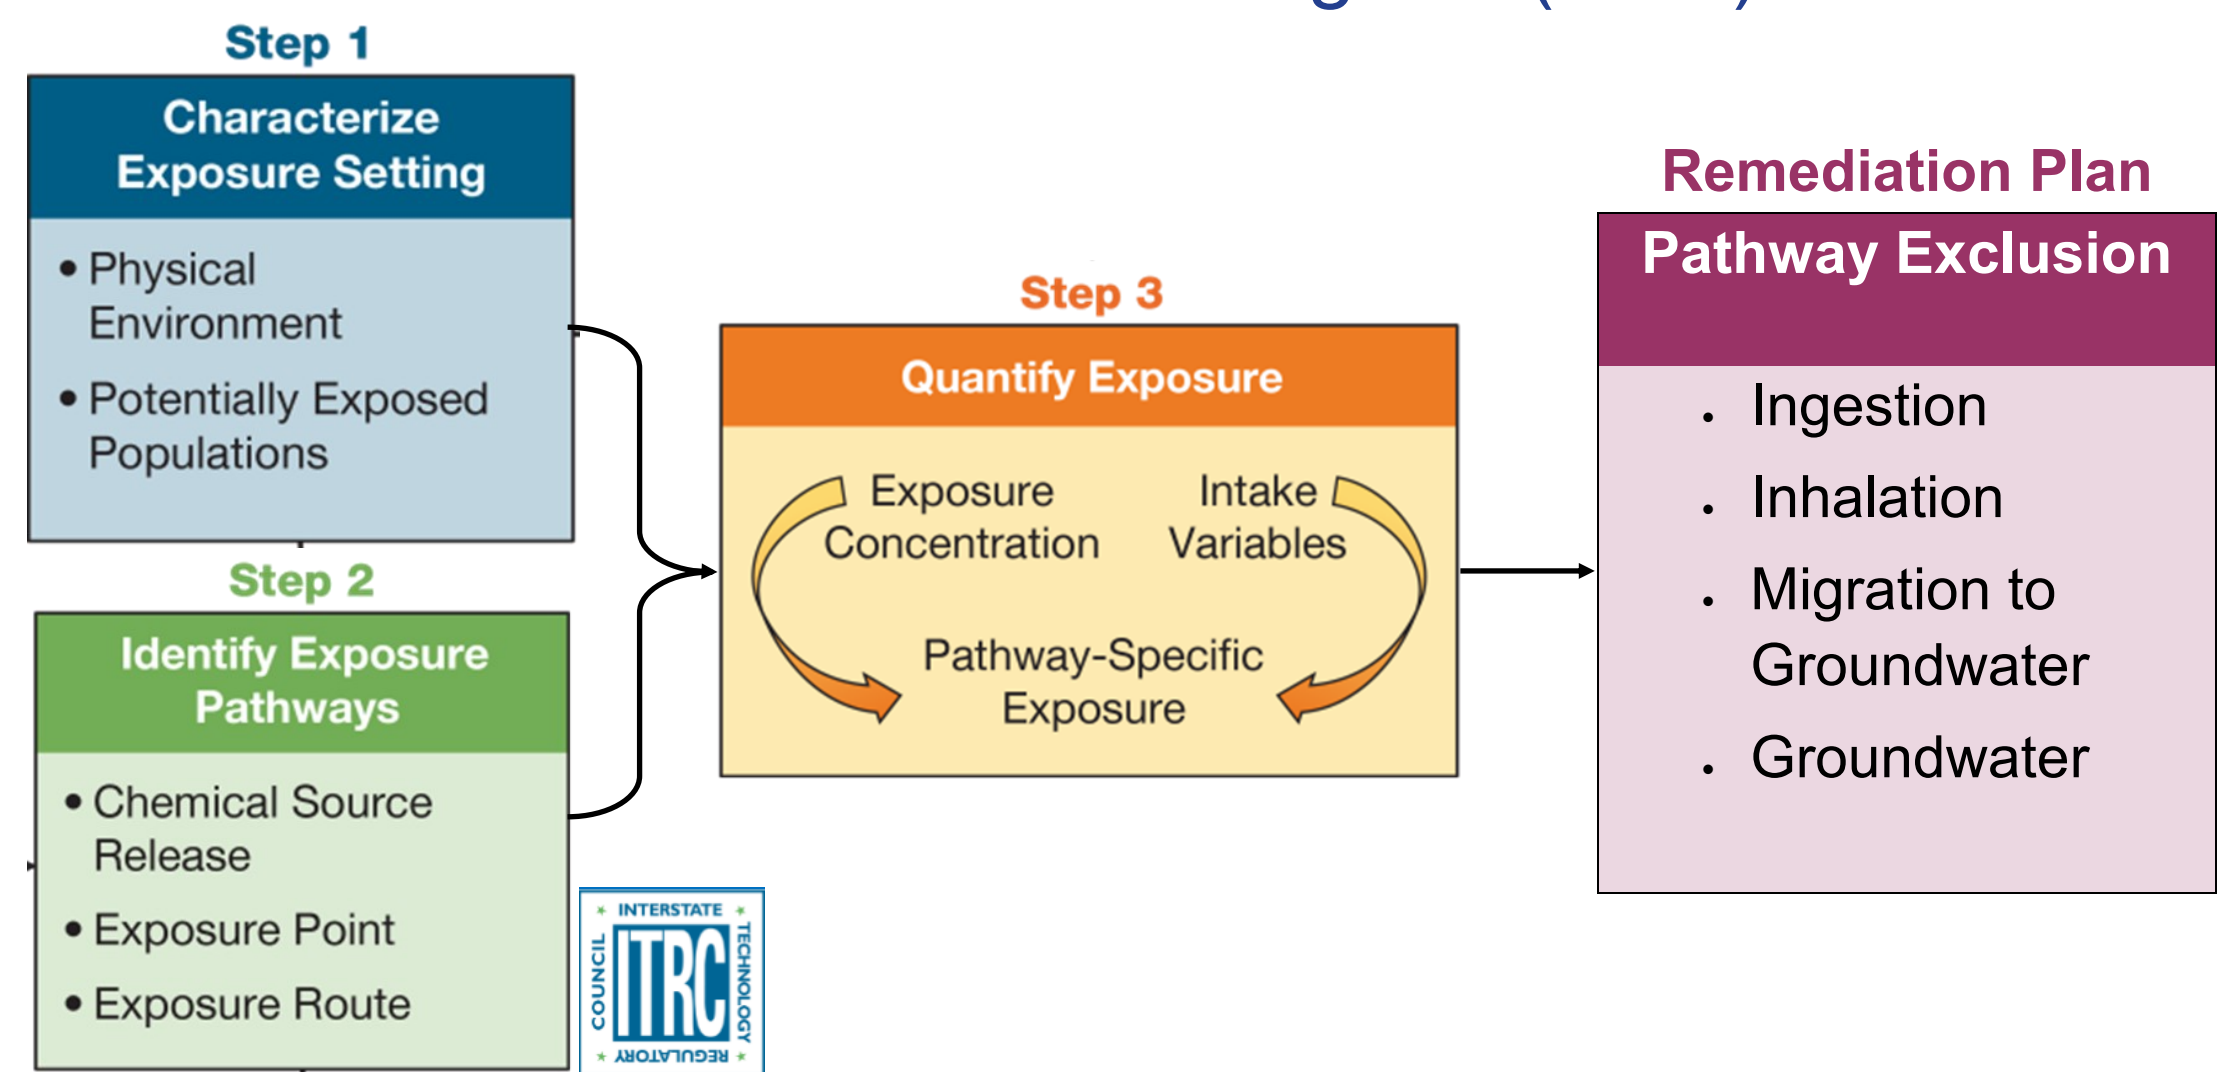 Step 1
Characterize
Exposure Setting
• Physical
Environment
• Potentially Exposed
Populations
Step 2
Identify Exposure
Pathways
• Chemical Source
Release
• Exposure Point
• Exposure Route
INTERSTATE
TECHNOLOGY
REGULATORY
COUNCIL
ITRC
Step 3
Quantify Exposure
Exposure
Concentration
Intake
Variables
Pathway-Specific
Exposure
Remediation Plan
Pathway Exclusion
• Ingestion
• Inhalation
• Migration to
Groundwater
• Groundwater